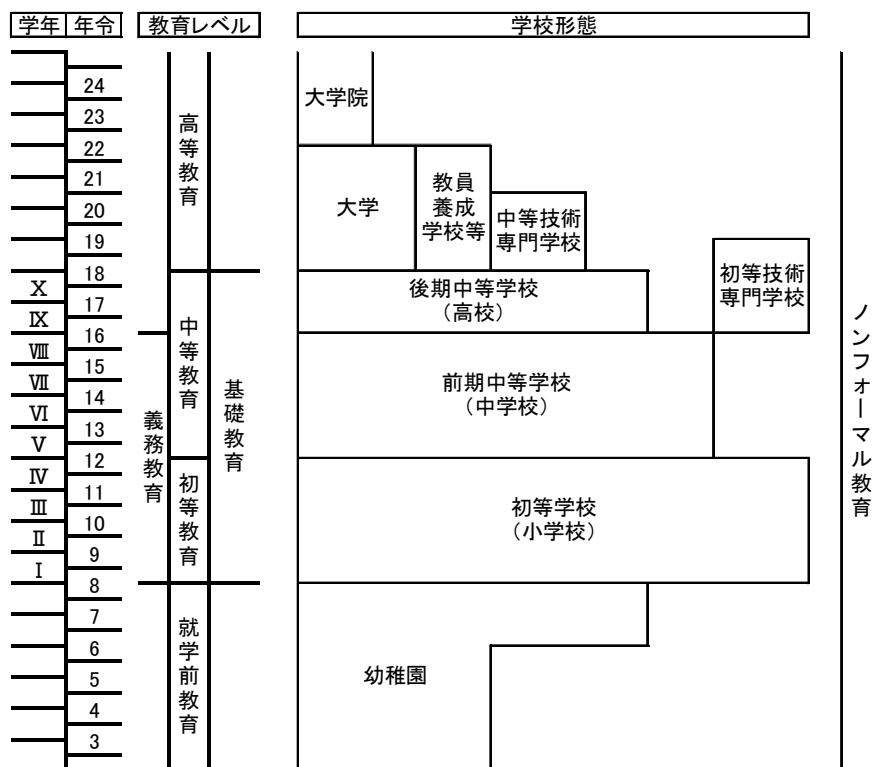 学年 年令 教育レベル 学校形態
24
23
22
21
20
19
18
17
16
15
14
13
12
11
10
9
8
7
6
5
4
3
Ⅹ
Ⅸ
Ⅷ
Ⅶ
Ⅵ
Ⅴ
Ⅳ
Ⅲ
Ⅱ
Ⅰ
高等教育
中等教育
義務教育
初等教育
就学前教育
基礎教育
大学院
大学
教員
養成
学校等
中等技術
専門学校
後期中等学校
（高校）
初等技術
専門学校
前期中等学校
（中学校）
初等学校
（小学校）
幼稚園
ノンフォーマル教育